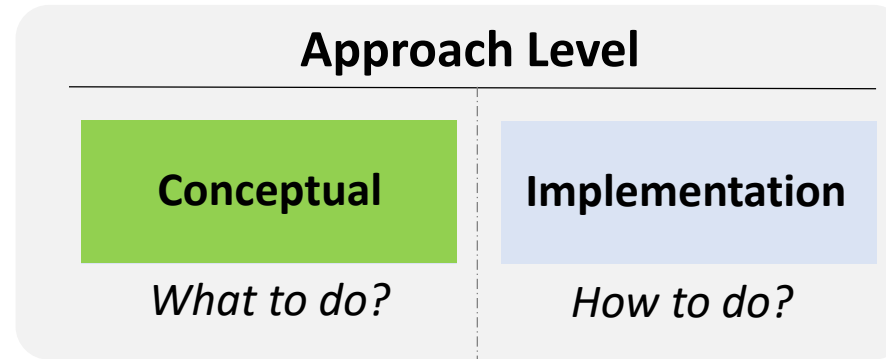 Approach Level
Conceptual
Implementation
What to do?
How to do?